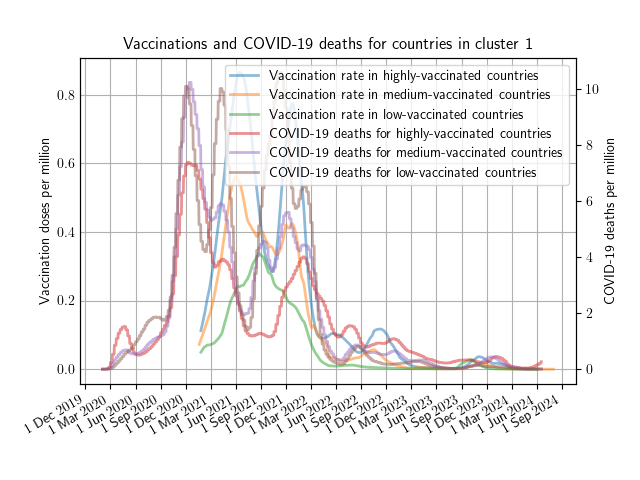 Vaccinations and COVID-19 deaths for countries in cluster 1
Vaccination rate in highly-vaccinated countries
Vaccination rate in medium-vaccinated countries
Vaccination rate in low-vaccinated countries
COVID-19 deaths for highly-vaccinated countries
COVID-19 deaths for medium-vaccinated countries
COVID-19 deaths for low-vaccinated countries
Vaccination doses per million
0.8
0.6
0.4
0.2
0.0
COVID-19 deaths per million
10
8
6
4
2
0
1 Dec 2019
1 Mar 2020
1 Jun 2020
1 Sep 2020
1 Dec 2020
1 Mar 2021
1 Jun 2021
1 Sep 2021
1 Dec 2021
1 Mar 2022
1 Jun 2022
1 Sep 2022
1 Dec 2022
1 Mar 2023
1 Jun 2023
1 Sep 2023
1 Dec 2023
1 Mar 2024
1 Jun 2024
1 Sep 2024